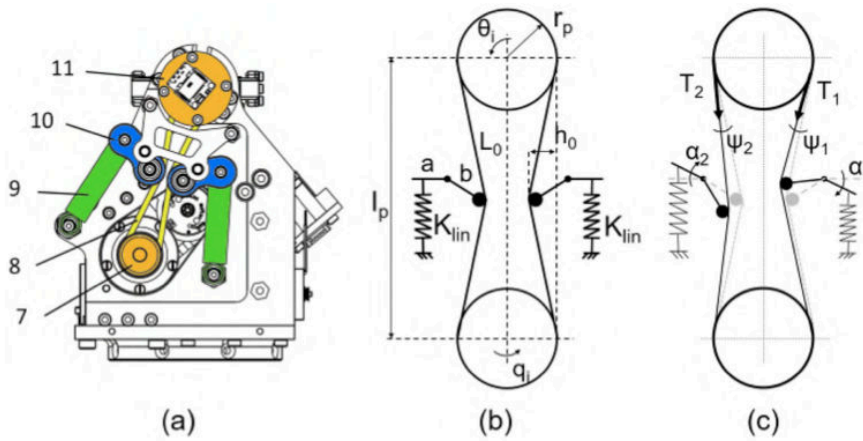 11
10
9
8
7
(a)
θi
rp
L0
h0
a
b
lp
Klin
Klin
qi
(b)
T2
T1
ψ2
ψ1
α2
α
(c)